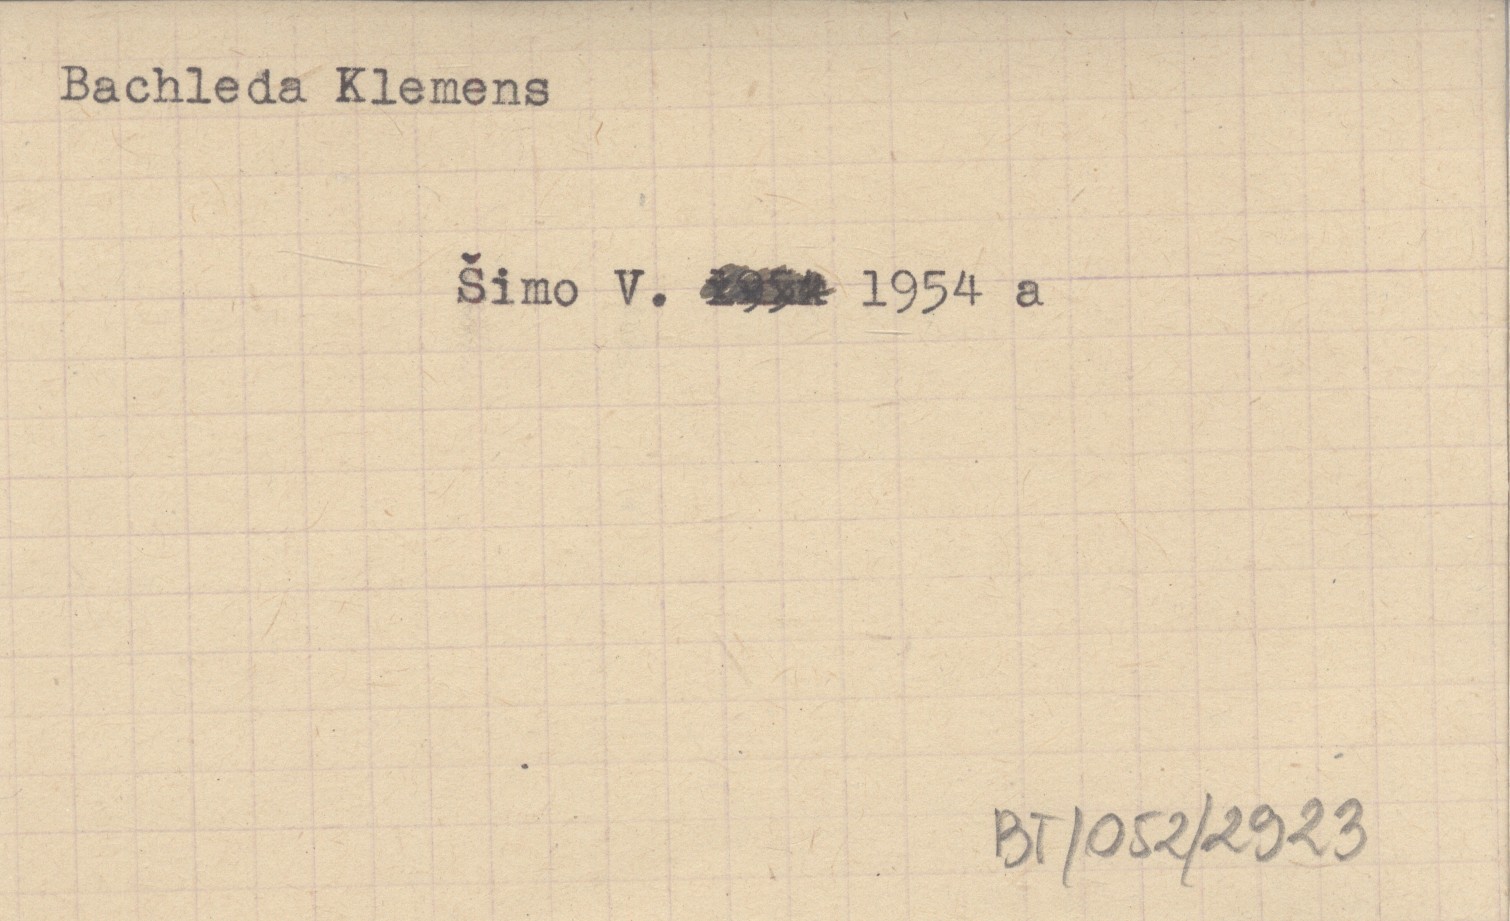 Bachleda Klemens
Šimo V. 1954 a
BT/052/2923